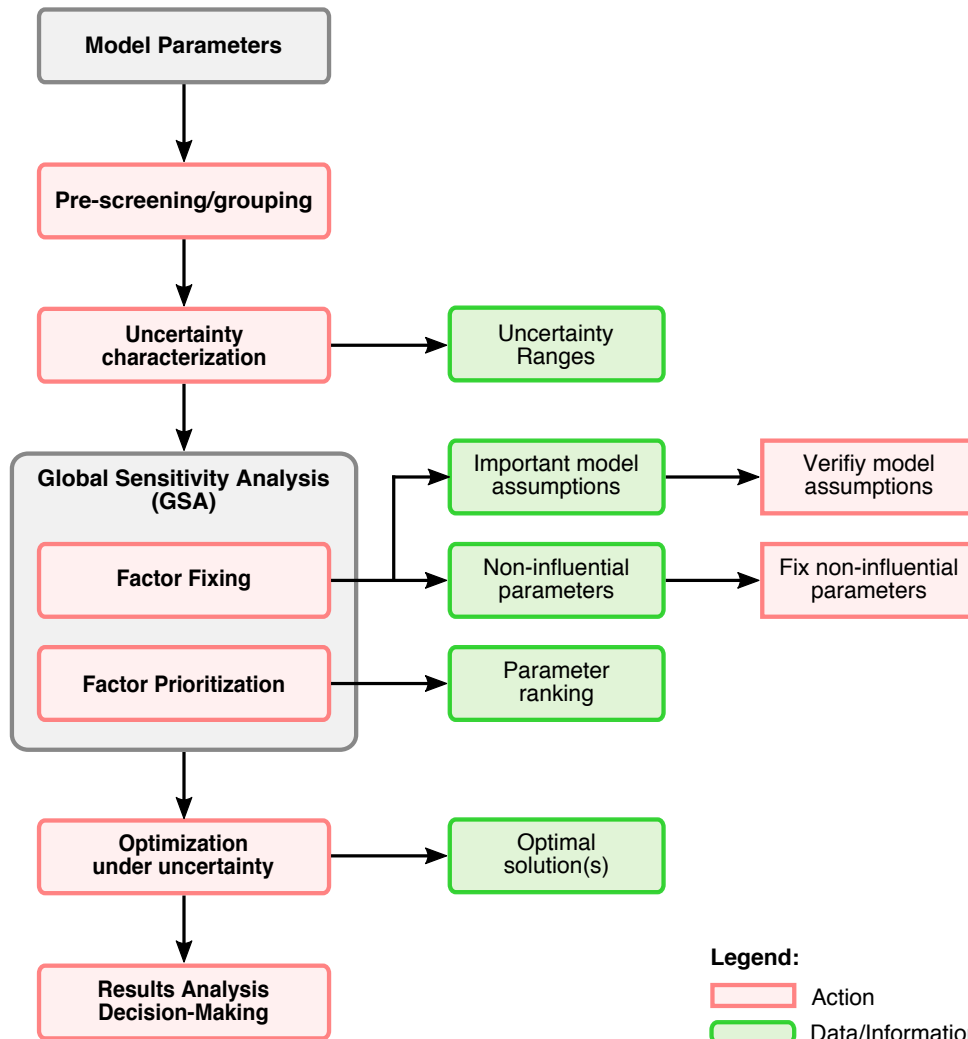 Model Parameters
Pre-screening/grouping
Uncertainty
characterization
Uncertainty
Ranges
Global Sensitivity Analysis
(GSA)
Important model
assumptions
Verifiy model
assumptions
Factor Fixing
Non-influential
parameters
Fix non-influential
parameters
Factor Prioritization
Parameter
ranking
Optimization
under uncertainty
Optimal
solution(s)
Results Analysis
Decision-Making
Legend:
Action
Data/Information